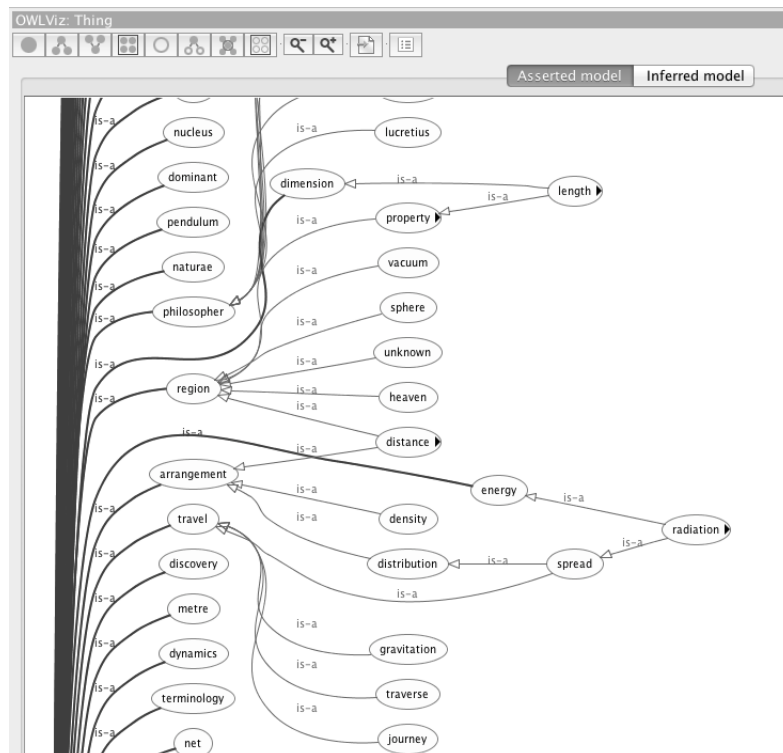 OWLViz: Thing
Asserted model Inferred model
is-a
nucleus
is-a
lucretius
is-a
dominant
dimension
is-a
length
is-a
is-a
property
is-a
pendulum
is-a
naturae
vacuum
is-a
is-a
philosopher
sphere
is-a
is-a
unknown
is-a
is-a
region
is-a
heaven
is-a
is-a
is-a
distance
is-a
arrangement
is-a
energy
is-a
is-a
travel
is-a
density
is-a
radiation
is-a
discovery
distribution
is-a
spread
is-a
is-a
metre
is-a
is-a
dynamics
gravitation
is-a
is-a
terminology
traverse
is-a
is-a
net
journey